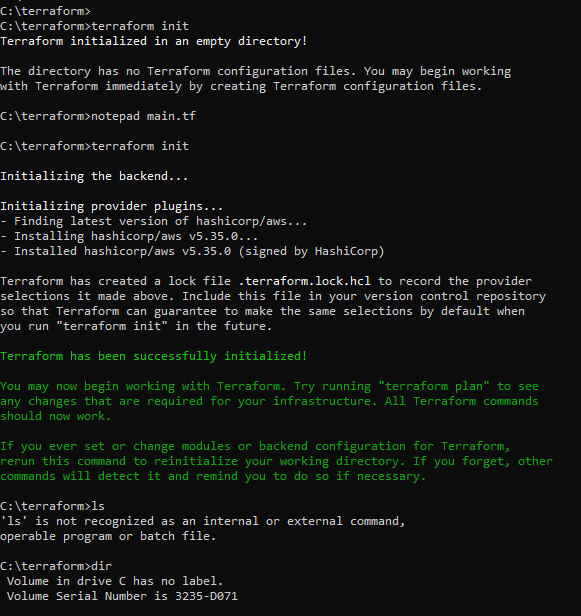 C:\terraform>
C:\terraform>terraform init
Terraform initialized in an empty directory!
The directory has no Terraform configuration files. You may begin working
with Terraform immediately by creating Terraform configuration files.
C:\terraform>notepad main.tf
C:\terraform>terraform init
Initializing the backend...
Initializing provider plugins...
- Finding latest version of hashicorp/aws...
- Installing hashicorp/aws v5.35.0...
- Installed hashicorp/aws v5.35.0 (signed by HashiCorp)
Terraform has created a lock file .terraform.lock.hcl to record the provider
selections it made above. Include this file in your version control repository
so that Terraform can guarantee to make the same selections by default when
you run "terraform init" in the future.
Terraform has been successfully initialized!
You may now begin working with Terraform. Try running "terraform plan" to see
any changes that are required for your infrastructure. All Terraform commands
should now work.
If you ever set or change modules or backend configuration for Terraform,
rerun this command to reinitialize your working directory. If you forget, other
commands will detect it and remind you to do so if necessary.
C:\terraform>ls
'ls' is not recognized as an internal or external command,
operable program or batch file.
C:\terraform>dir
Volume in drive C has no label.
Volume Serial Number is 3235-D071